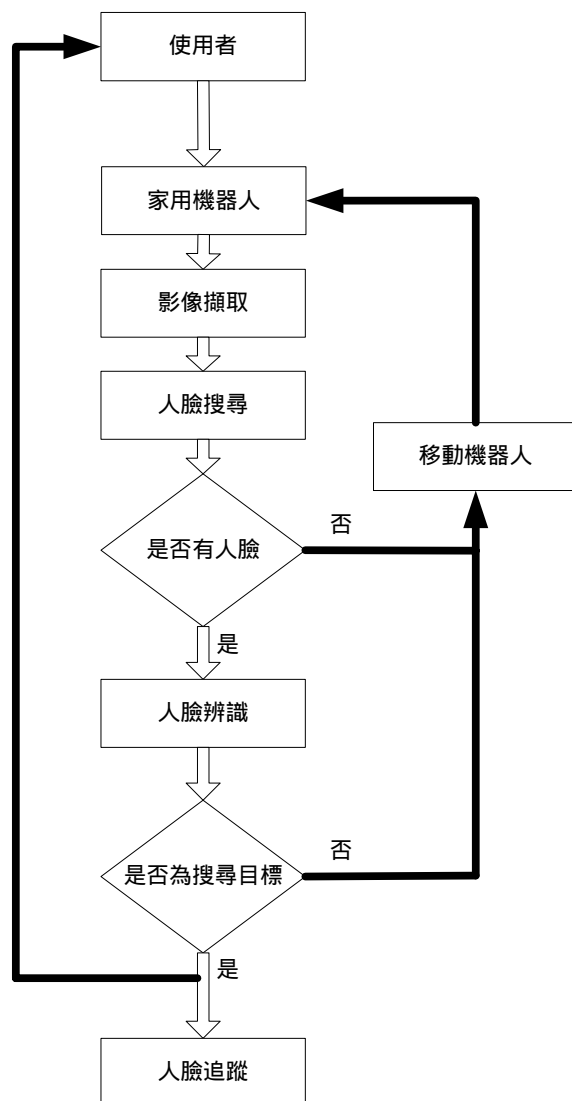 使用者
家用機器人
影像擷取
人臉搜尋
移動機器人
是否有人臉
否
是
人臉辨識
是否為搜尋目標
否
是
人臉追蹤